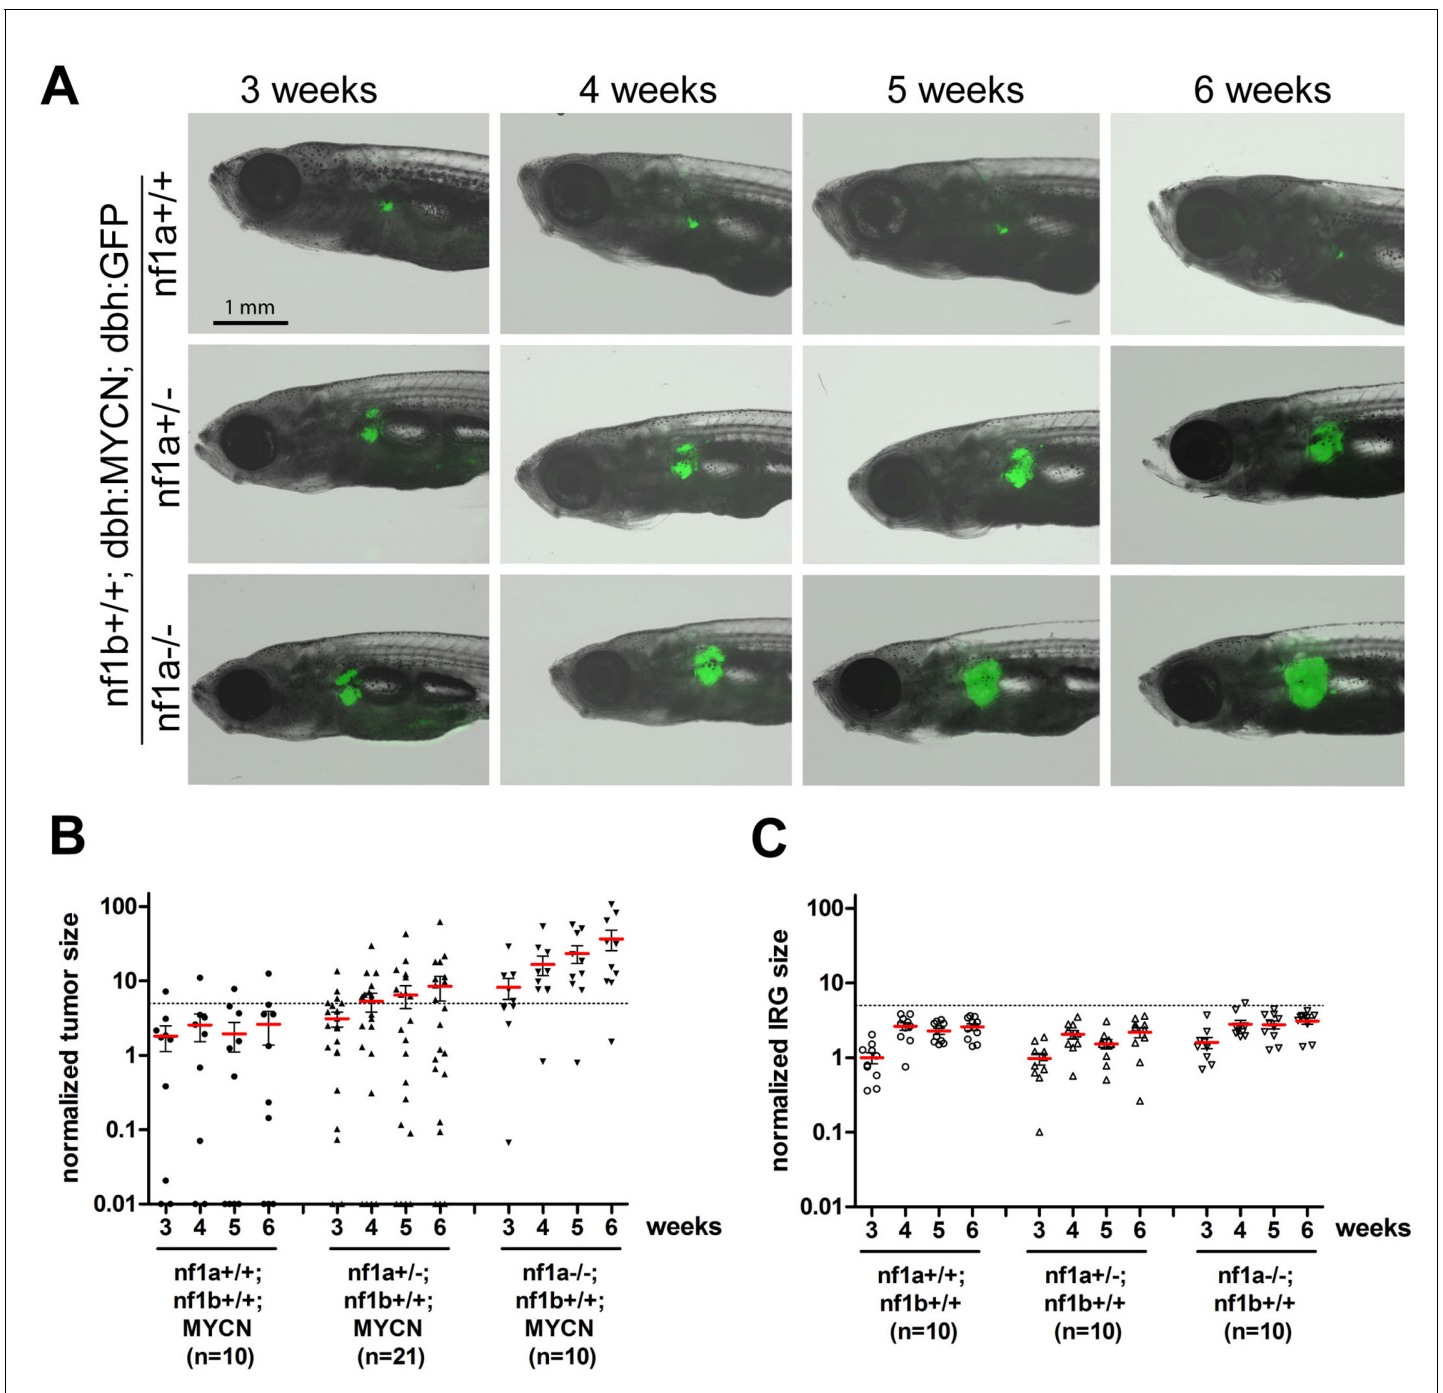 A
3 weeks
4 weeks
5 weeks
6 weeks
nf1b+/+; dbh:MYCN; dbh:GFP
nf1a+/+
1 mm
nf1a+/-
nf1a-/-
B
normalized tumor size
100
10
1
0.1
0.01
3 4 5 6 3 4 5 6 3 4 5 6 weeks
nf1a+/+; nf1a+/-; nf1a-/-;
nf1b+/+; nf1b+/+; nf1b+/+;
MYCN MYCN MYCN
(n=10) (n=21) (n=10)
C
normalized IRG size
100
10
1
0.1
0.01
3 4 5 6 3 4 5 6 3 4 5 6 weeks
nf1a+/+; nf1a+/-; nf1a-/-;
nf1b+/+ nf1b+/+ nf1b+/+
(n=10) (n=10) (n=10)